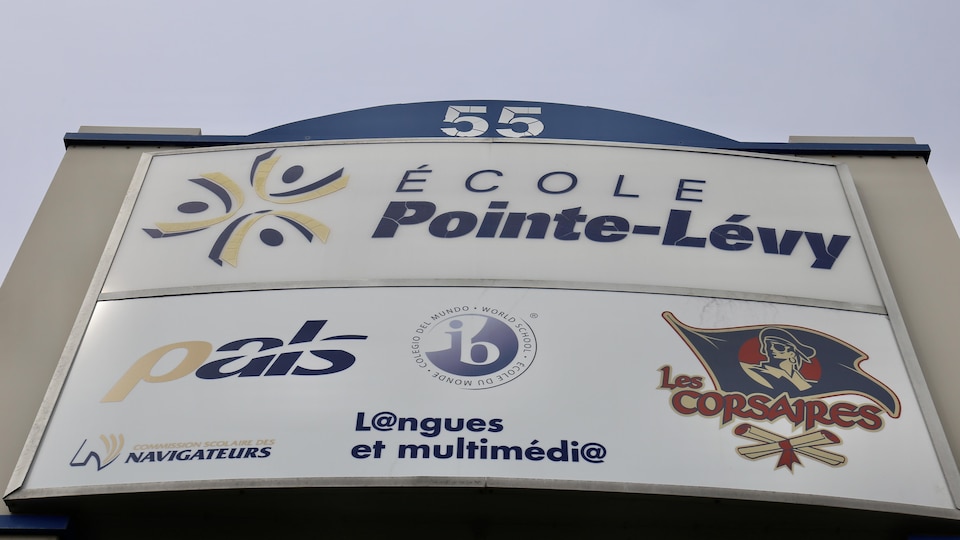 55
ÉCOLE
Pointe-Lévy
pals
ib
COLEGIO DEL MUNDO • WORLD SCHOOL • ÉCOLE DU MONDE •
®
Les
CORSAIRES
L@ngues
et multimédi@
COMMISSION SCOLAIRE DES
NAVIGATEURS